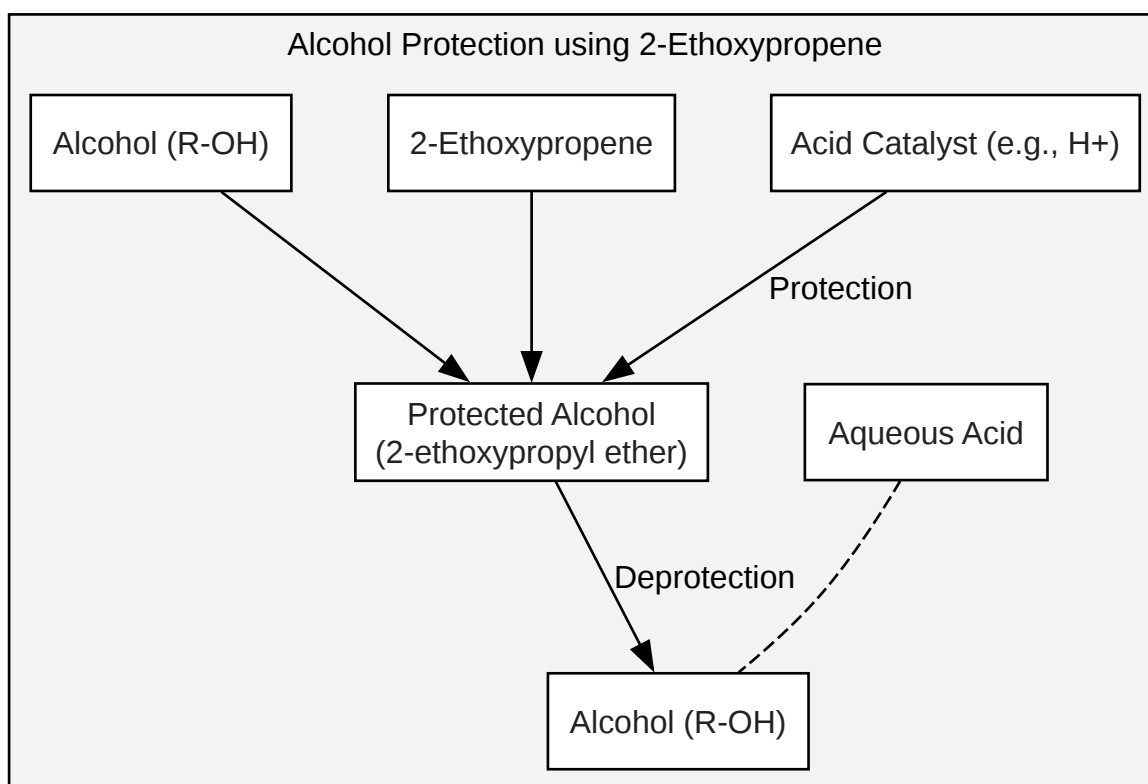 Alcohol Protection using 2-Ethoxypropene
Alcohol (R-OH)
2-Ethoxypropene
Acid Catalyst (e.g., H+)
Protection
Protected Alcohol
(2-ethoxypropyl ether)
Aqueous Acid
Deprotection
Alcohol (R-OH)